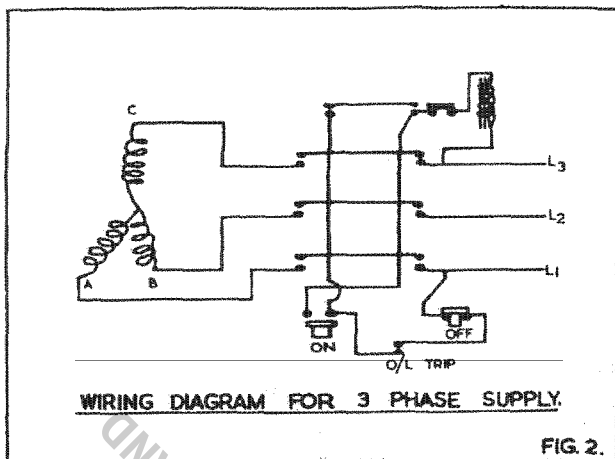 C
L3
L2
A
B
L1
ON
OFF
O/L TRIP
WIRING DIAGRAM FOR 3 PHASE SUPPLY.
FIG. 2.